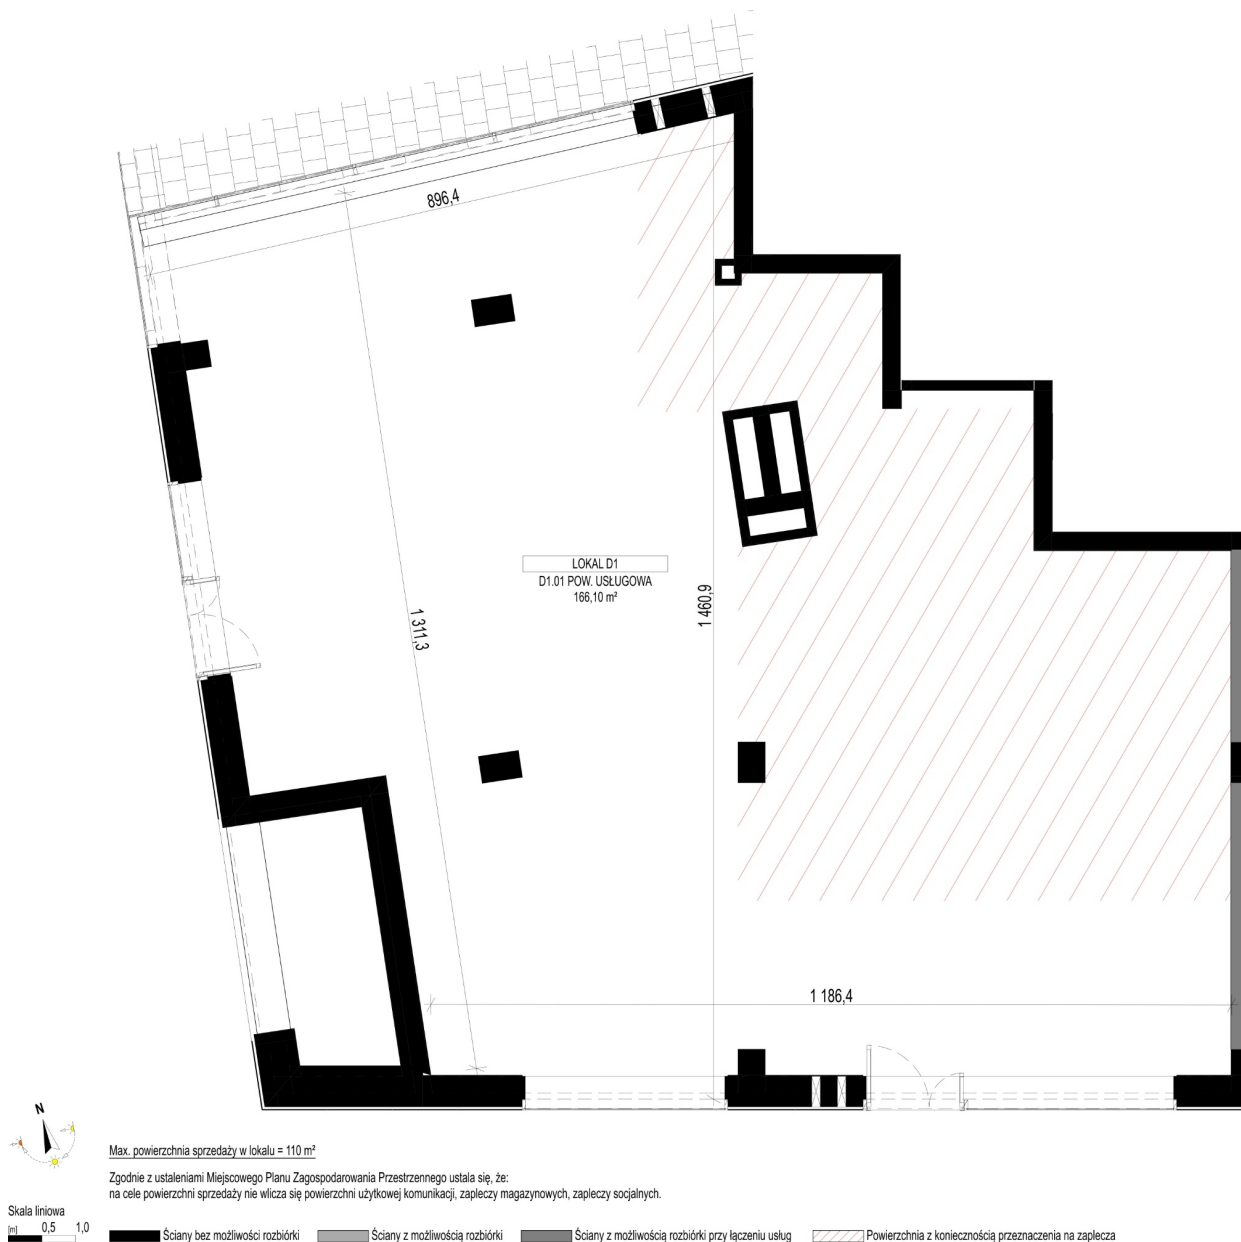 896,4
LOKAL D1
D1.01 POW. USŁUGOWA
166,10 m²
1 311,3
1 460,9
1 186,4
N
Max. powierzchnia sprzedaży w lokalu = 110 m²
Zgodnie z ustaleniami Miejscowego Planu Zagospodarowania Przestrzennego ustala się, że:
na cele powierzchni sprzedaży nie wlicza się powierzchni użytkowej komunikacji, zapleczy magazynowych, zapleczy socjalnych.
Skala liniowa
[m] 0,5 1,0
Ściany bez możliwości rozbiórki
Ściany z możliwością rozbiórki
Ściany z możliwością rozbiórki przy łączeniu usług
Powierzchnia z koniecznością przeznaczenia na zaplecza